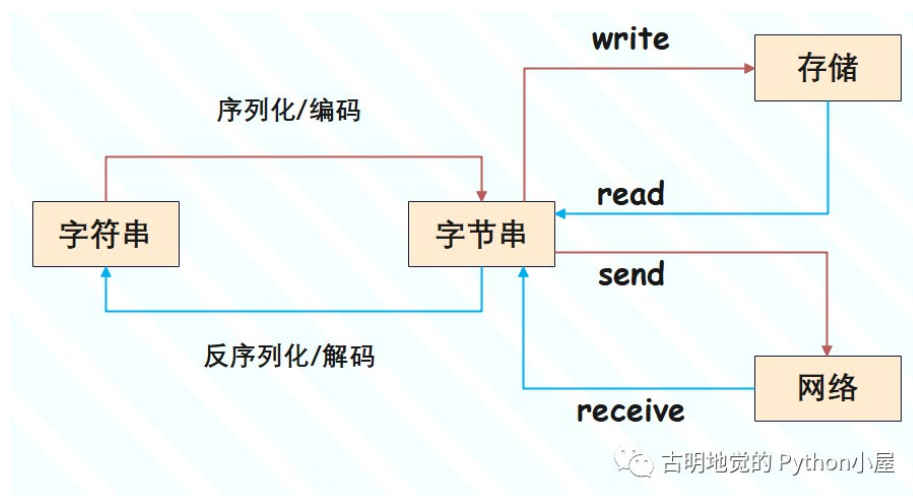 write
存储
序列化/编码
read
字符串
字节串
send
反序列化/解码
网络
receive
古明地觉的 Python小屋